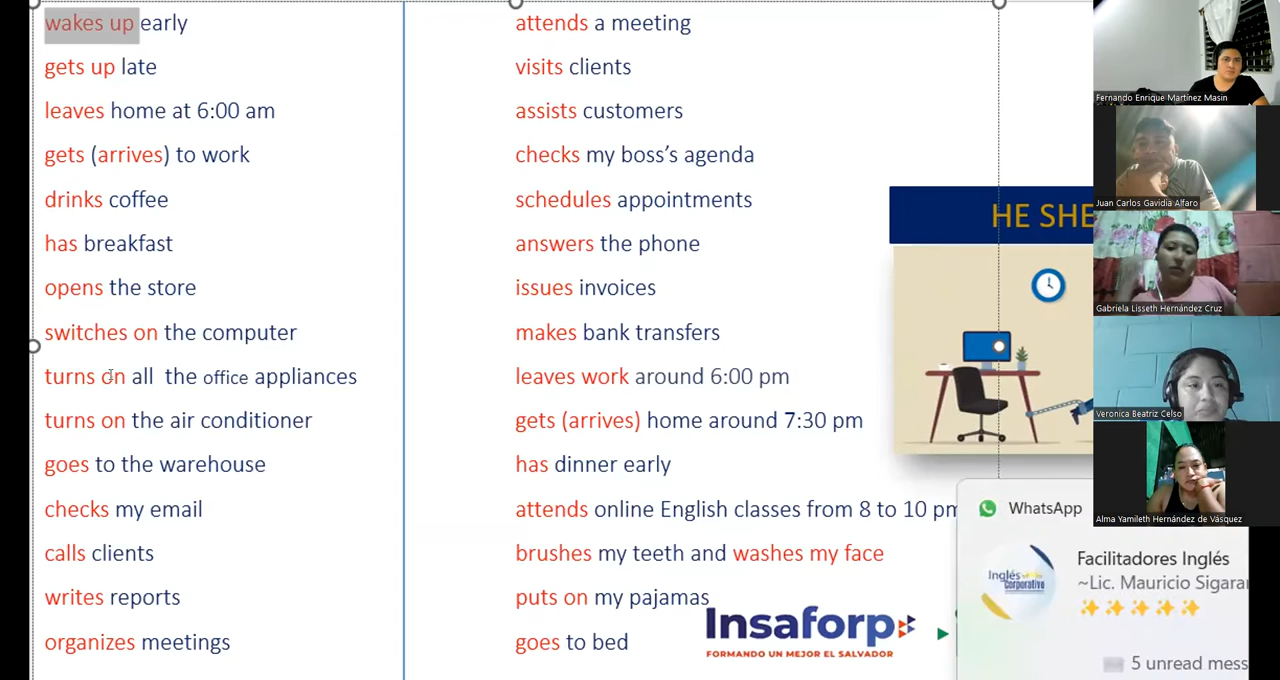 wakes up early
gets up late
leaves home at 6:00 am
gets (arrives) to work
drinks coffee
has breakfast
opens the store
switches on the computer
turns on all the office appliances
turns on the air conditioner
goes to the warehouse
checks my email
calls clients
writes reports
organizes meetings
attends a meeting
visits clients
assists customers
checks my boss's agenda
schedules appointments
answers the phone
issues invoices
makes bank transfers
leaves work around 6:00 pm
gets (arrives) home around 7:30 pm
has dinner early
attends online English classes from 8 to 10 pm
brushes my teeth and washes my face
puts on my pajamas
goes to bed
HE SHE
Insaforp
FORMANDO UN MEJOR EL SALVADOR
Fernando Enrique Martínez Masin
Juan Carlos Gavidia Alfaro
Gabriela Lisseth Hernández Cruz
Veronica Beatriz Celso
Alma Yamileth Hernández de Vásquez
WhatsApp
Inglés
Corporativo
Facilitadores Inglés
~Lic. Mauricio Sigarar
5 unread mess